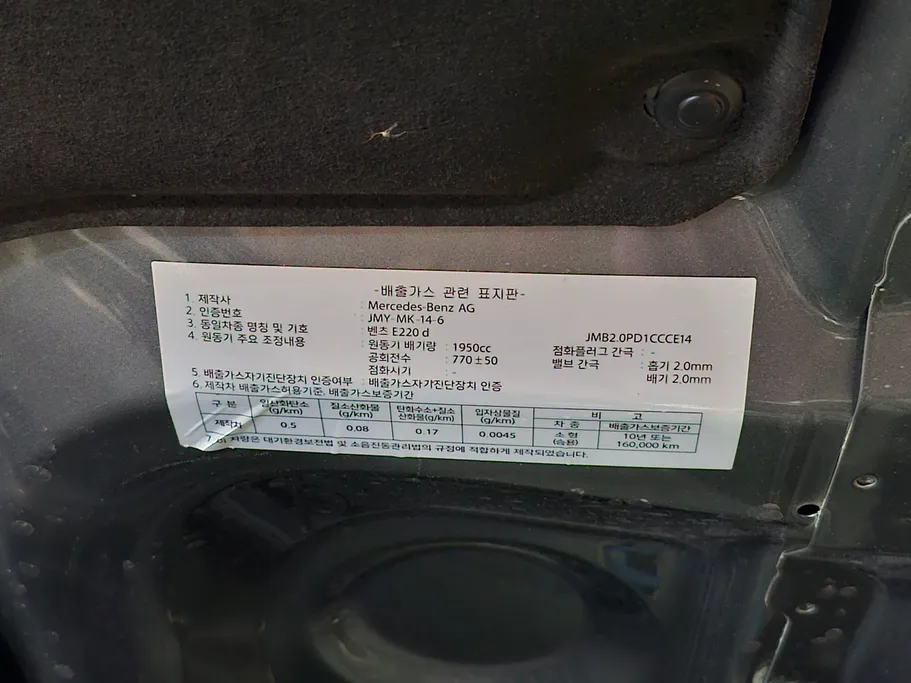 -배출가스 관련 표지판-
1. 제작사 : Mercedes-Benz AG
2. 인증번호 : JMY-MK-14-6
3. 동일차종 명칭 및 기호 : 벤츠 E220 d JMB2.0PD1CCCE14
4. 원동기 주요 조정내용 : 원동기 배기량 : 1950cc 점화플러그 간극 : -
공회전수 : 770±50 밸브 간극 : 흡기 2.0mm
점화시기 : - 배기 2.0mm
5. 배출가스자기진단장치 인증여부 : 배출가스자기진단장치 인증
6. 제작차 배출가스허용기준, 배출가스보증기간
구 분 일산화탄소 (g/km) 질소산화물 (g/km) 탄화수소+질소산화물(g/km) 입자상물질 (g/km) 비 고
차 종 배출가스보증기간
제작차 0.5 0.08 0.17 0.0045 소 형 (승용) 10년 또는 160,000 km
7. 이 차량은 대기환경보전법 및 소음진동관리법의 규정에 적합하게 제작되었습니다.